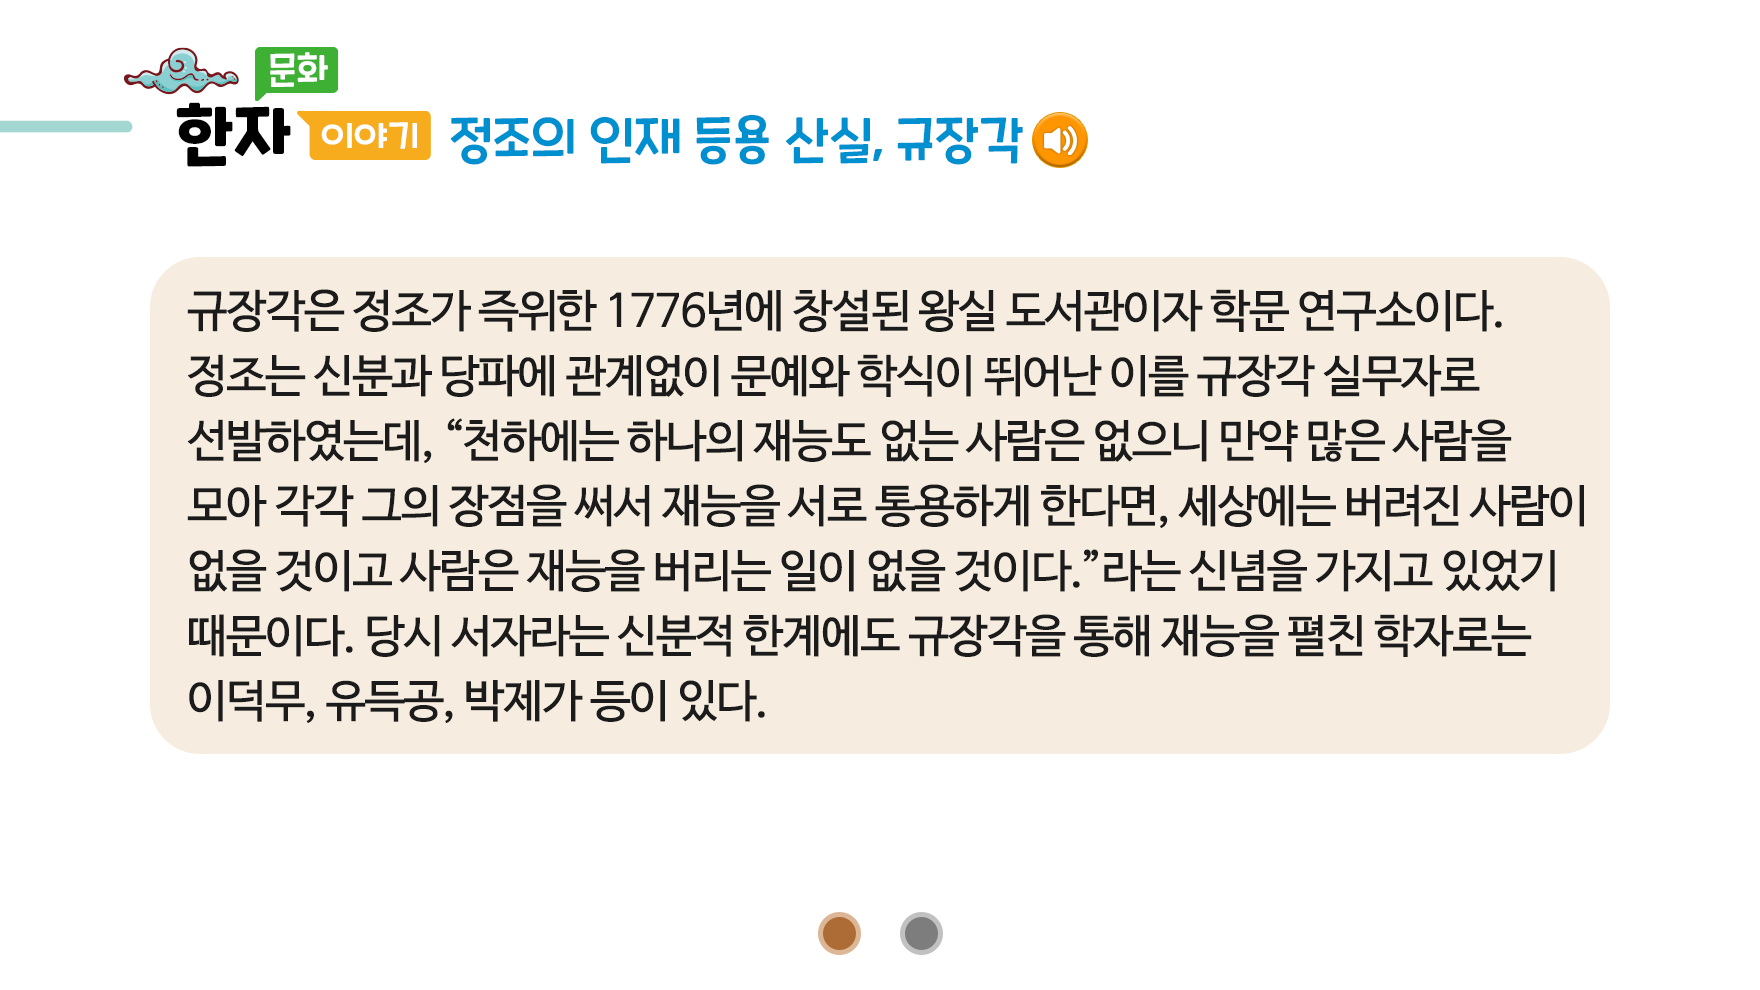 문화
한자 이야기 정조의 인재 등용 산실, 규장각
규장각은 정조가 즉위한 1776년에 창설된 왕실 도서관이자 학문 연구소이다.
정조는 신분과 당파에 관계없이 문예와 학식이 뛰어난 이를 규장각 실무자로
선발하였는데, “천하에는 하나의 재능도 없는 사람은 없으니 만약 많은 사람을
모아 각각 그의 장점을 써서 재능을 서로 통용하게 한다면, 세상에는 버려진 사람이
없을 것이고 사람은 재능을 버리는 일이 없을 것이다.”라는 신념을 가지고 있었기
때문이다. 당시 서자라는 신분적 한계에도 규장각을 통해 재능을 펼친 학자로는
이덕무, 유득공, 박제가 등이 있다.